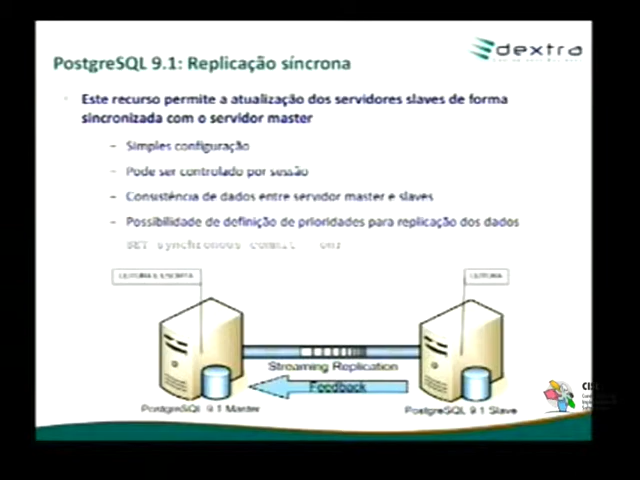 dextra
PostgreSQL 9.1: Replicação síncrona
Este recurso permite a atualização dos servidores slaves de forma
sincronizada com o servidor master
– Simples configuração
– Pode ser controlado por sessão
– Consistência de dados entre servidor master e slaves
– Possibilidade de definição de prioridades para replicação dos dados
SET synchronous commit on;
LEITURA E ESCRITA
LEITURA
Streaming Replication
Feedback
PostgreSQL 9.1 Master
PostgreSQL 9.1 Slave